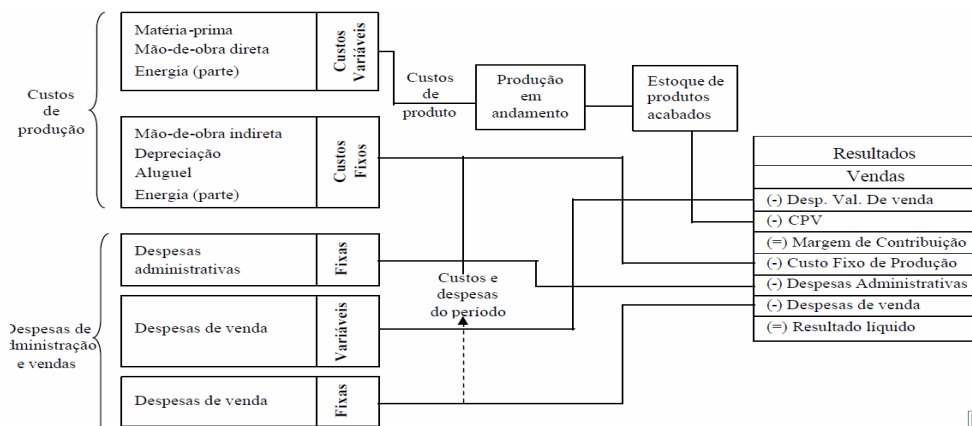 Custos
de
produção
Matéria-prima
Mão-de-obra direta
Energia (parte)
Custos
Variáveis
Mão-de-obra indireta
Depreciação
Aluguel
Energia (parte)
Custos
Fixos
Custos
de
produto
Produção
em
andamento
Estoque de
produtos
acabados
Despesas de
dministração
e vendas
Despesas
administrativas
Fixas
Despesas de venda
Variáveis
Despesas de venda
Fixas
Custos e
despesas
do período
Resultados
Vendas
(-) Desp. Val. De venda
(-) CPV
(=) Margem de Contribuição
(-) Custo Fixo de Produção
(-) Despesas Administrativas
(-) Despesas de venda
(=) Resultado líquido